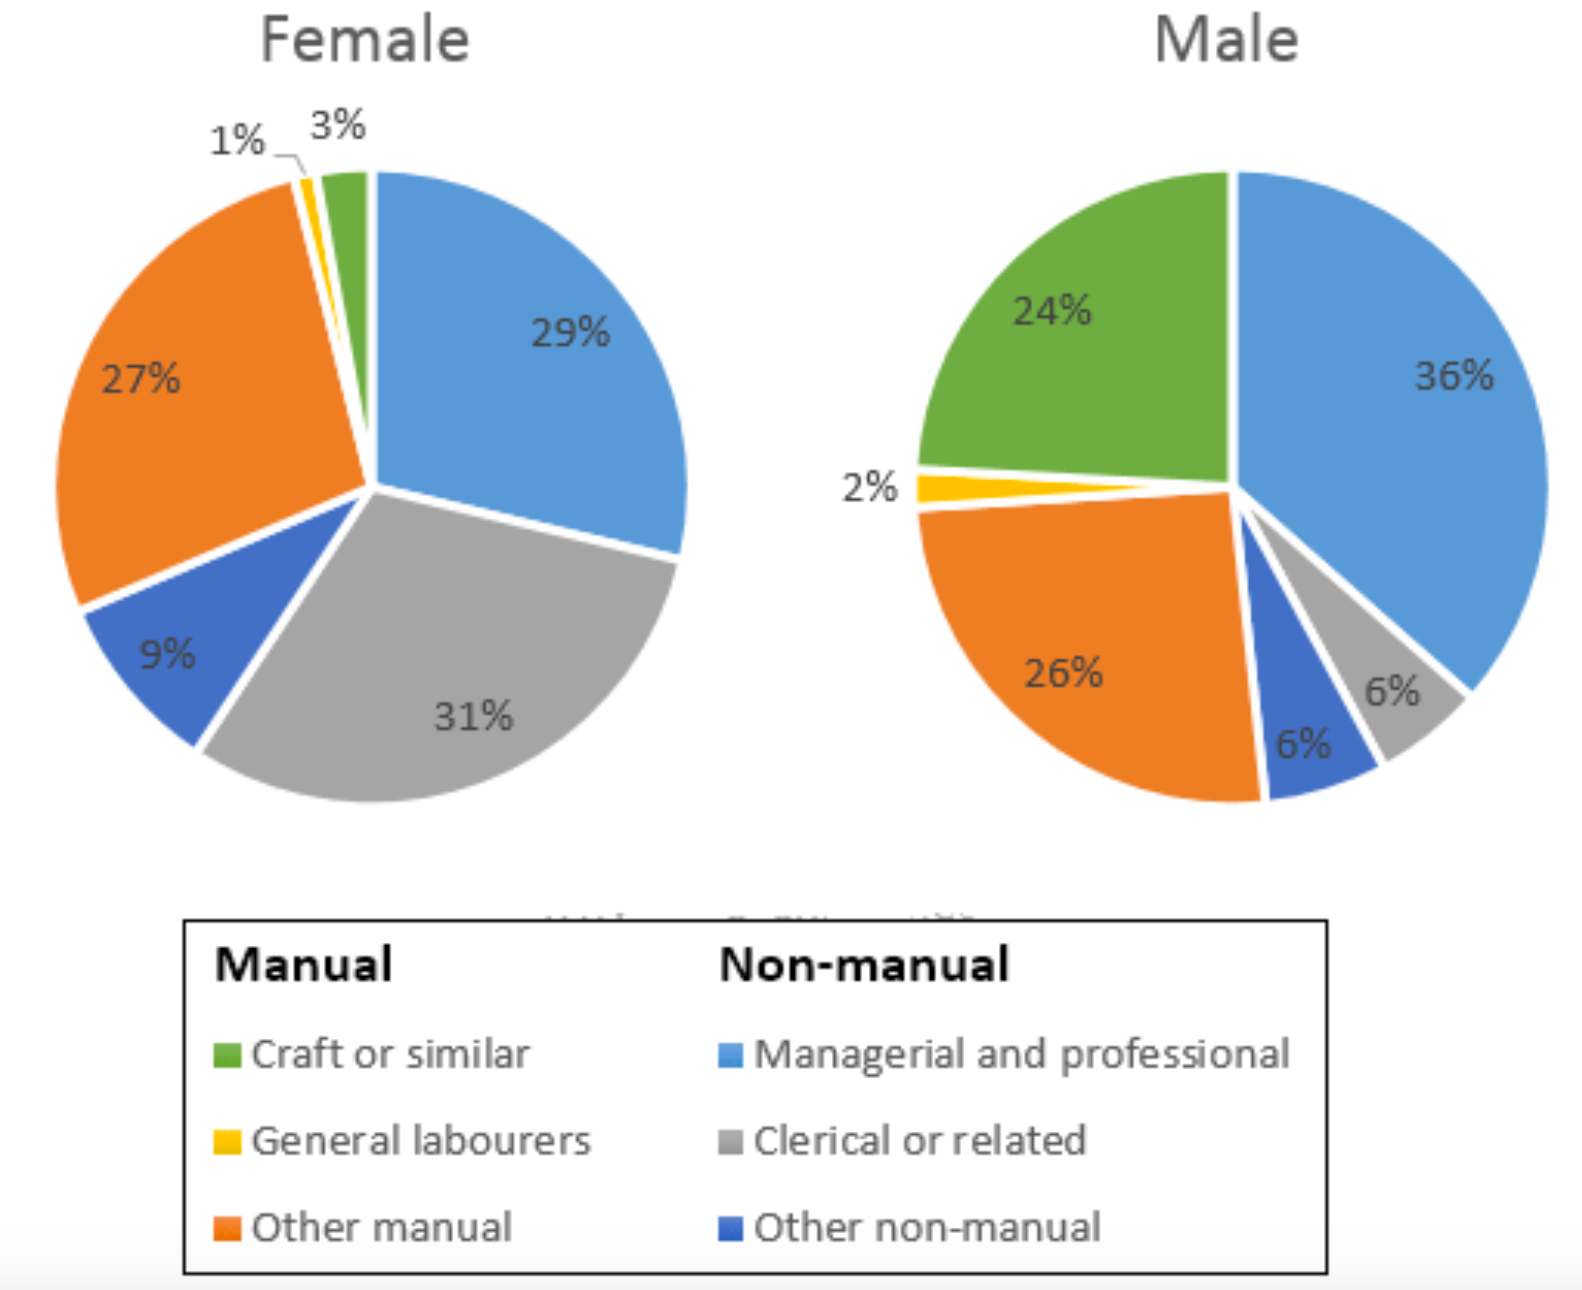 Female
Male
1%
3%
29%
27%
9%
31%
24%
36%
2%
26%
6%
6%
Manual
Non-manual
Craft or similar
Managerial and professional
General labourers
Clerical or related
Other manual
Other non-manual